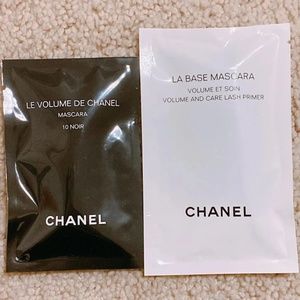 LE VOLUME DE CHANEL
MASCARA
10 NOIR
CHANEL
LA BASE MASCARA
VOLUME ET SOIN
VOLUME AND CARE LASH PRIMER
CHANEL